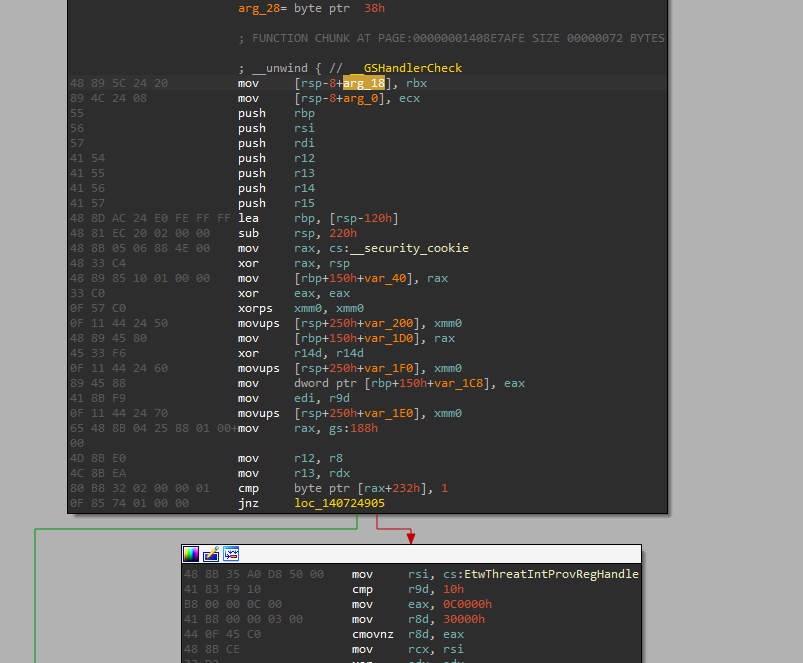 arg_28= byte ptr  38h
; FUNCTION CHUNK AT PAGE:00000001408E7AFE SIZE 00000072 BYTES
; __unwind { // __GSHandlerCheck
48 89 5C 24 20 mov [rsp-8+arg_18], rbx
89 4C 24 08 mov [rsp-8+arg_0], ecx
55 push rbp
56 push rsi
57 push rdi
41 54 push r12
41 55 push r13
41 56 push r14
41 57 push r15
48 8D AC 24 E0 FE FF FF lea rbp, [rsp-120h]
48 81 EC 20 02 00 00 sub rsp, 220h
48 8B 05 06 88 4E 00 mov rax, cs:__security_cookie
48 33 C4 xor rax, rsp
48 89 85 10 01 00 00 mov [rbp+150h+var_40], rax
33 C0 xor eax, eax
0F 57 C0 xorps xmm0, xmm0
0F 11 44 24 50 movups [rsp+250h+var_200], xmm0
48 89 45 80 mov [rbp+150h+var_1D0], rax
45 33 F6 xor r14d, r14d
0F 11 44 24 60 movups [rsp+250h+var_1F0], xmm0
89 45 88 mov dword ptr [rbp+150h+var_1C8], eax
41 8B F9 mov edi, r9d
0F 11 44 24 70 movups [rsp+250h+var_1E0], xmm0
65 48 8B 04 25 88 01 00+mov rax, gs:188h
00
4D 8B E0 mov r12, r8
4C 8B EA mov r13, rdx
80 B8 32 02 00 00 01 cmp byte ptr [rax+232h], 1
0F 85 74 01 00 00 jnz loc_140724905
48 8B 35 A0 D8 50 00 mov rsi, cs:EtwThreatIntProvRegHandle
41 83 F9 10 cmp r9d, 10h
B8 00 00 0C 00 mov eax, 0C0000h
41 B8 00 00 03 00 mov r8d, 30000h
44 0F 45 C0 cmovnz r8d, eax
48 8B CE mov rcx, rsi